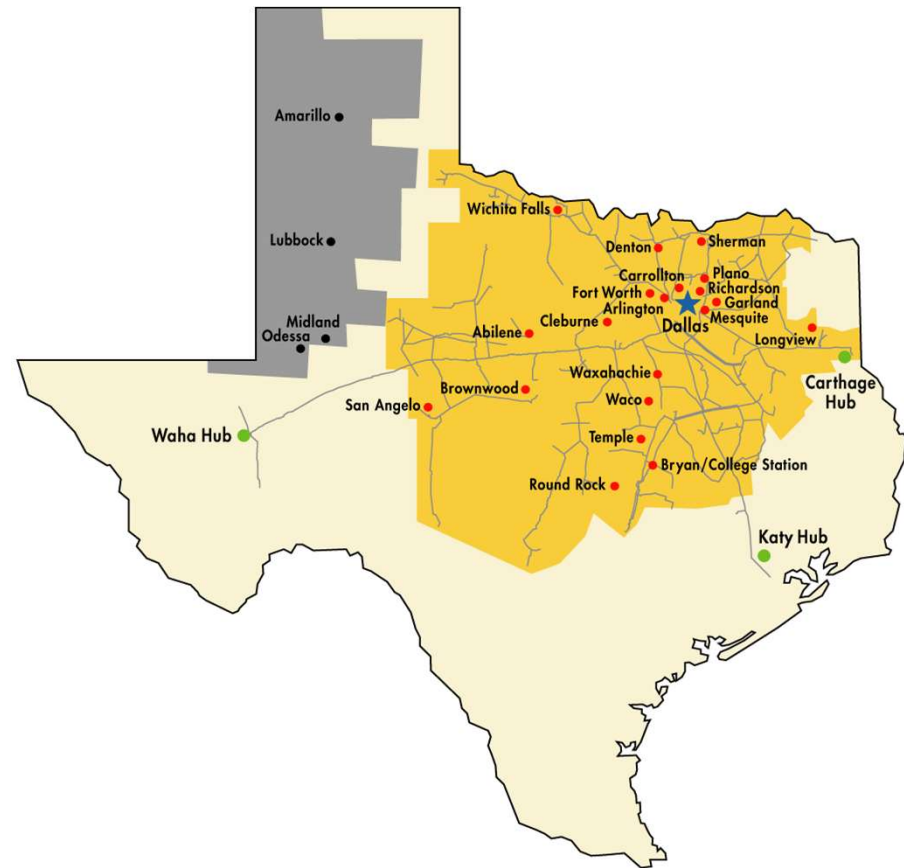 Amarillo
Wichita Falls
Lubbock
Denton
Sherman
Carrollton
Plano
Richardson
Fort Worth
Garland
Arlington
Mesquite
Cleburne
Dallas
Midland
Odessa
Abilene
Longview
Waxahachie
Brownwood
Carthage
Hub
San Angelo
Waco
Waha Hub
Temple
Bryan/College Station
Round Rock
Katy Hub